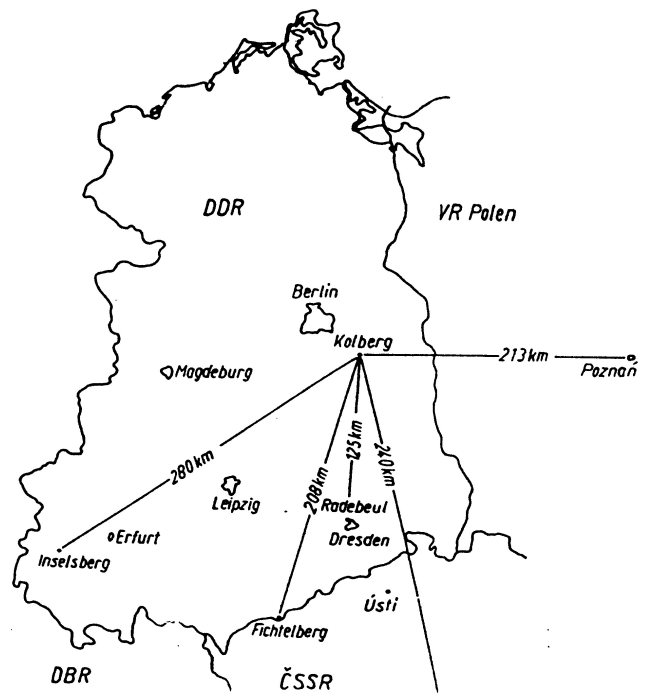 DDR
VR Polen
Berlin
Kolberg
213 km
Poznań
Magdeburg
280 km
208 km
125 km
240 km
Leipzig
Radebeul
Dresden
Erfurt
Inselsberg
Ústi
Fichtelberg
DBR
ČSSR